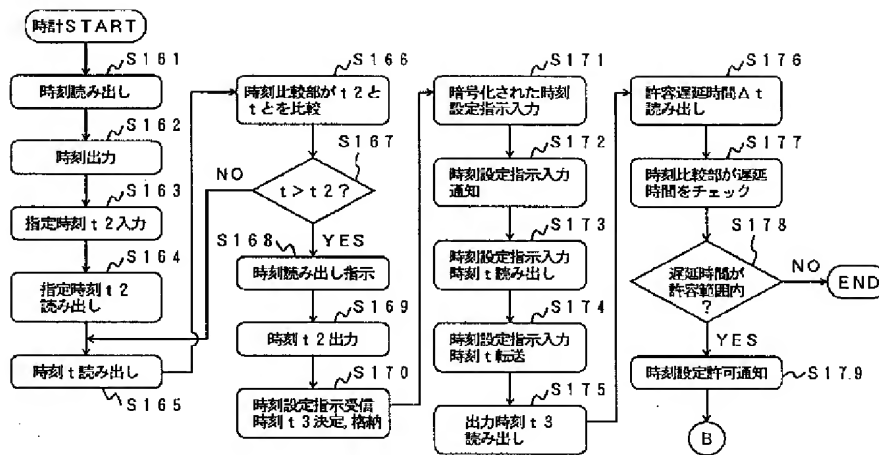 時計START
S161
時刻読み出し
S162
時刻出力
S163
指定時刻t2入力
S164
指定時刻t2
読み出し
時刻t読み出し
S165
S166
時刻比較部がt2と
tとを比較
S167
NO
t>t2?
YES
S168
時刻読み出し指示
S169
時刻t2出力
S170
時刻設定指示受信
時刻t3決定,格納
S171
暗号化された時刻
設定指示入力
S172
時刻設定指示入力
通知
S173
時刻設定指示入力
時刻t読み出し
S174
時刻設定指示入力
時刻t転送
S175
出力時刻t3
読み出し
S176
許容遅延時間Δt
読み出し
S177
時刻比較部が遅延
時間をチェック
S178
遅延時間が
許容範囲内
?
NO
END
YES
時刻設定許可通知
S179
B